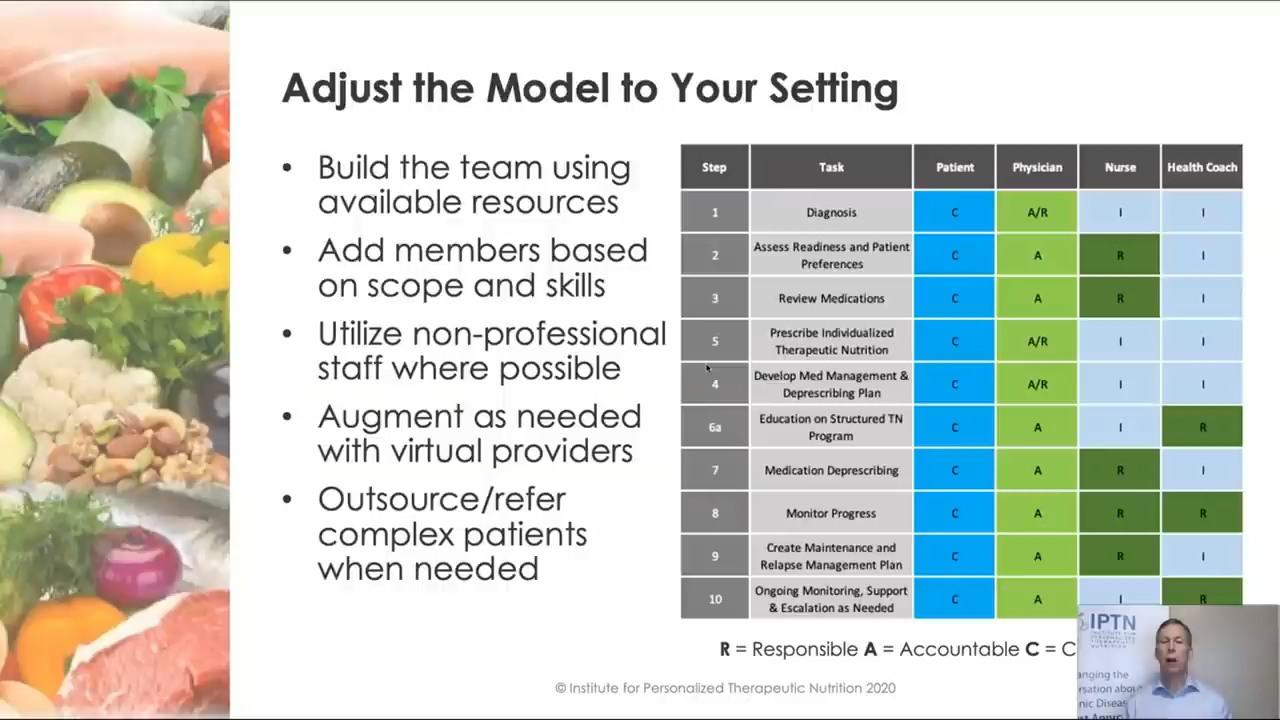 Adjust the Model to Your Setting
• Build the team using
available resources
• Add members based
on scope and skills
• Utilize non-professional
staff where possible
• Augment as needed
with virtual providers
• Outsource/refer
complex patients
when needed
Step Task Patient Physician Nurse Health Coach
1 Diagnosis C A/R I I
2 Assess Readiness and Patient
Preferences C A R I
3 Review Medications C A R I
5 Prescribe Individualized
Therapeutic Nutrition C A/R I I
4 Develop Med Management &
Deprescribing Plan C A/R I I
6a Education on Structured TN
Program C A I R
7 Medication Deprescribing C A R I
8 Monitor Progress C A R R
9 Create Maintenance and
Relapse Management Plan C A R I
10 Ongoing Monitoring, Support
& Escalation as Needed C A I R
R = Responsible A = Accountable C = C
© Institute for Personalized Therapeutic Nutrition 2020
IPTN
INSTITUTE FOR
PERSONALIZED
THERAPEUTIC
NUTRITION